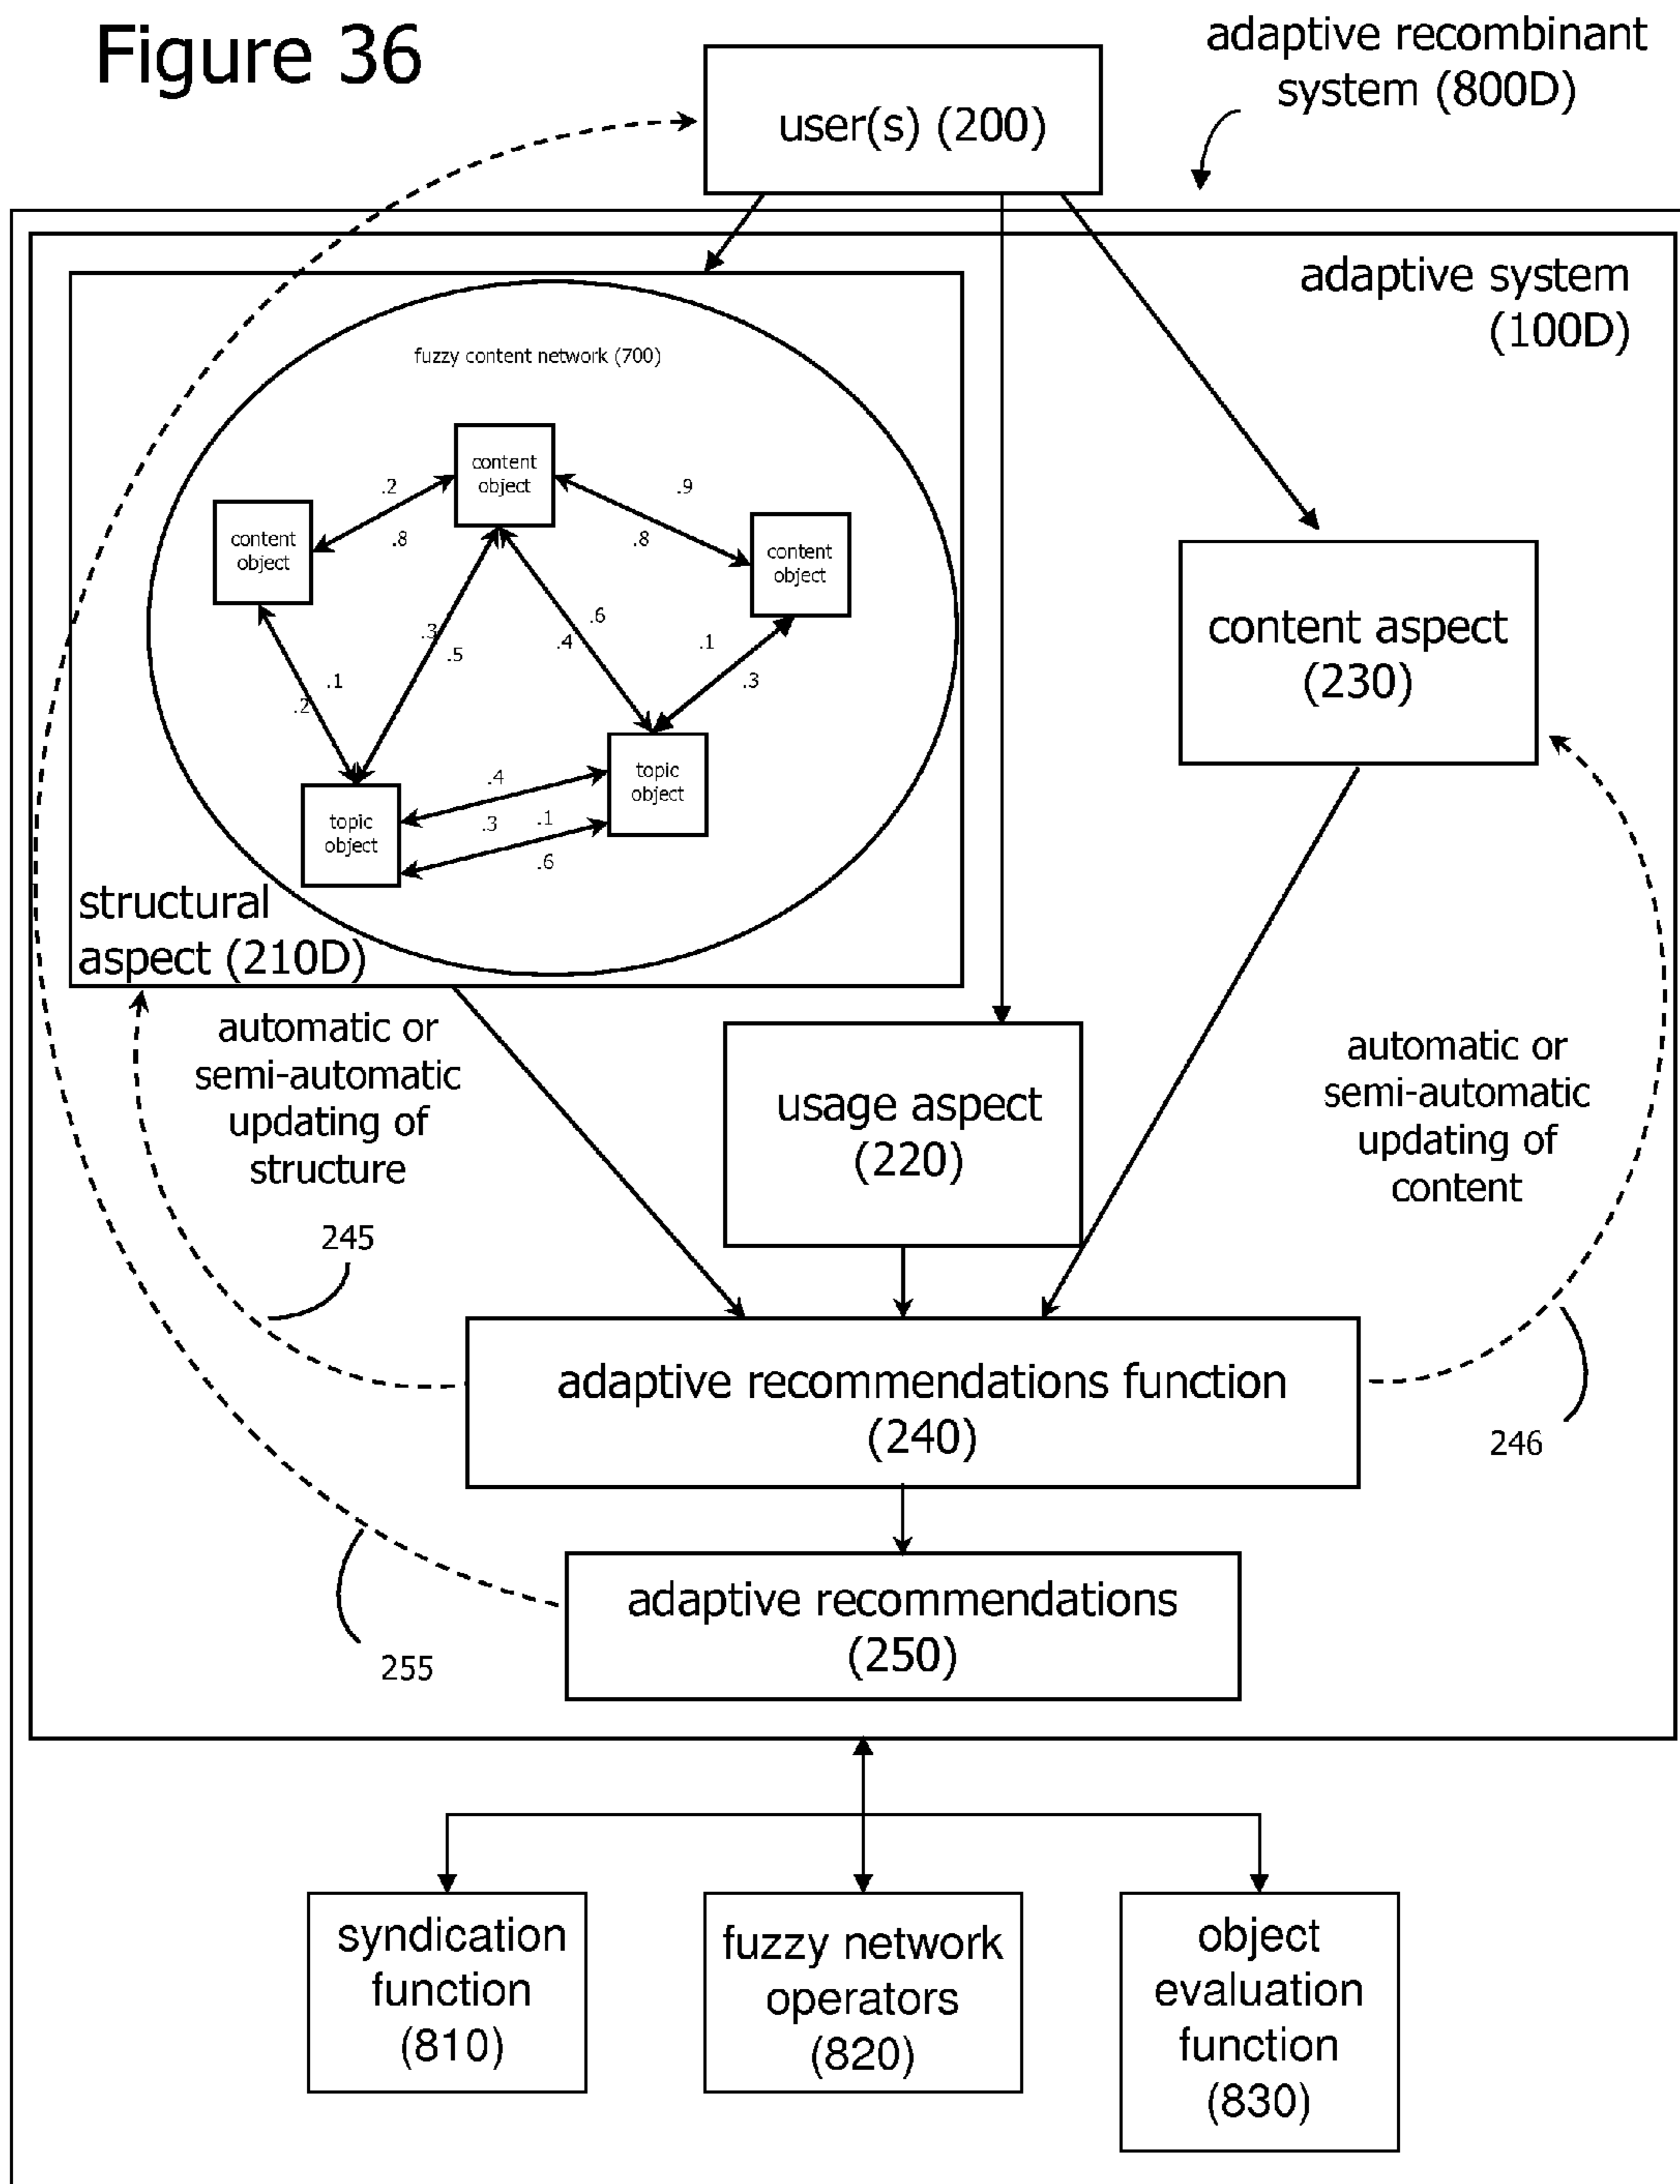 Figure 36
adaptive recombinant
system (800D)
user(s) (200)
adaptive system
(100D)
fuzzy content network (700)
content
object
.2
.8
content
object
.9
.8
content
object
.3
.5
.6
.4
.1
.3
.1
.2
topic
object
.4
.3
.1
.6
topic
object
content aspect
(230)
structural
aspect (210D)
automatic or
semi-automatic
updating of
structure
245
usage aspect
(220)
automatic or
semi-automatic
updating of
content
246
adaptive recommendations function
(240)
adaptive recommendations
(250)
255
syndication
function
(810)
fuzzy network
operators
(820)
object
evaluation
function
(830)